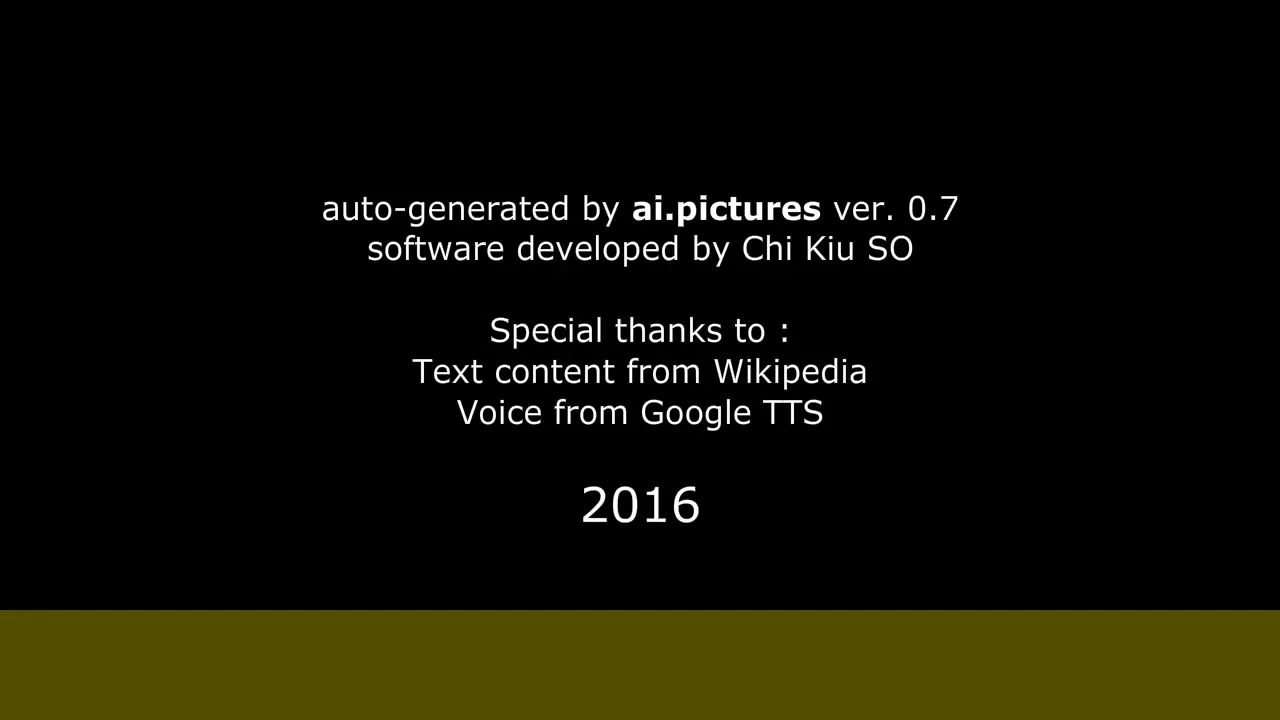 auto-generated by ai.pictures ver. 0.7
software developed by Chi Kiu SO
Special thanks to :
Text content from Wikipedia
Voice from Google TTS
2016